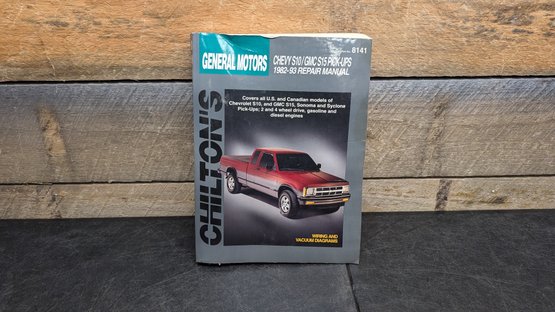 GENERAL MOTORS
8141
CHEVY S10/GMC S15 PICK-UPS
1982-93 REPAIR MANUAL
Covers all U.S. and Canadian models of
Chevrolet S10, and GMC S15, Sonoma and Syclone
Pick-Ups; 2 and 4 wheel drive, gasoline and
diesel engines
CHILTON'S
WIRING AND
VACUUM DIAGRAMS